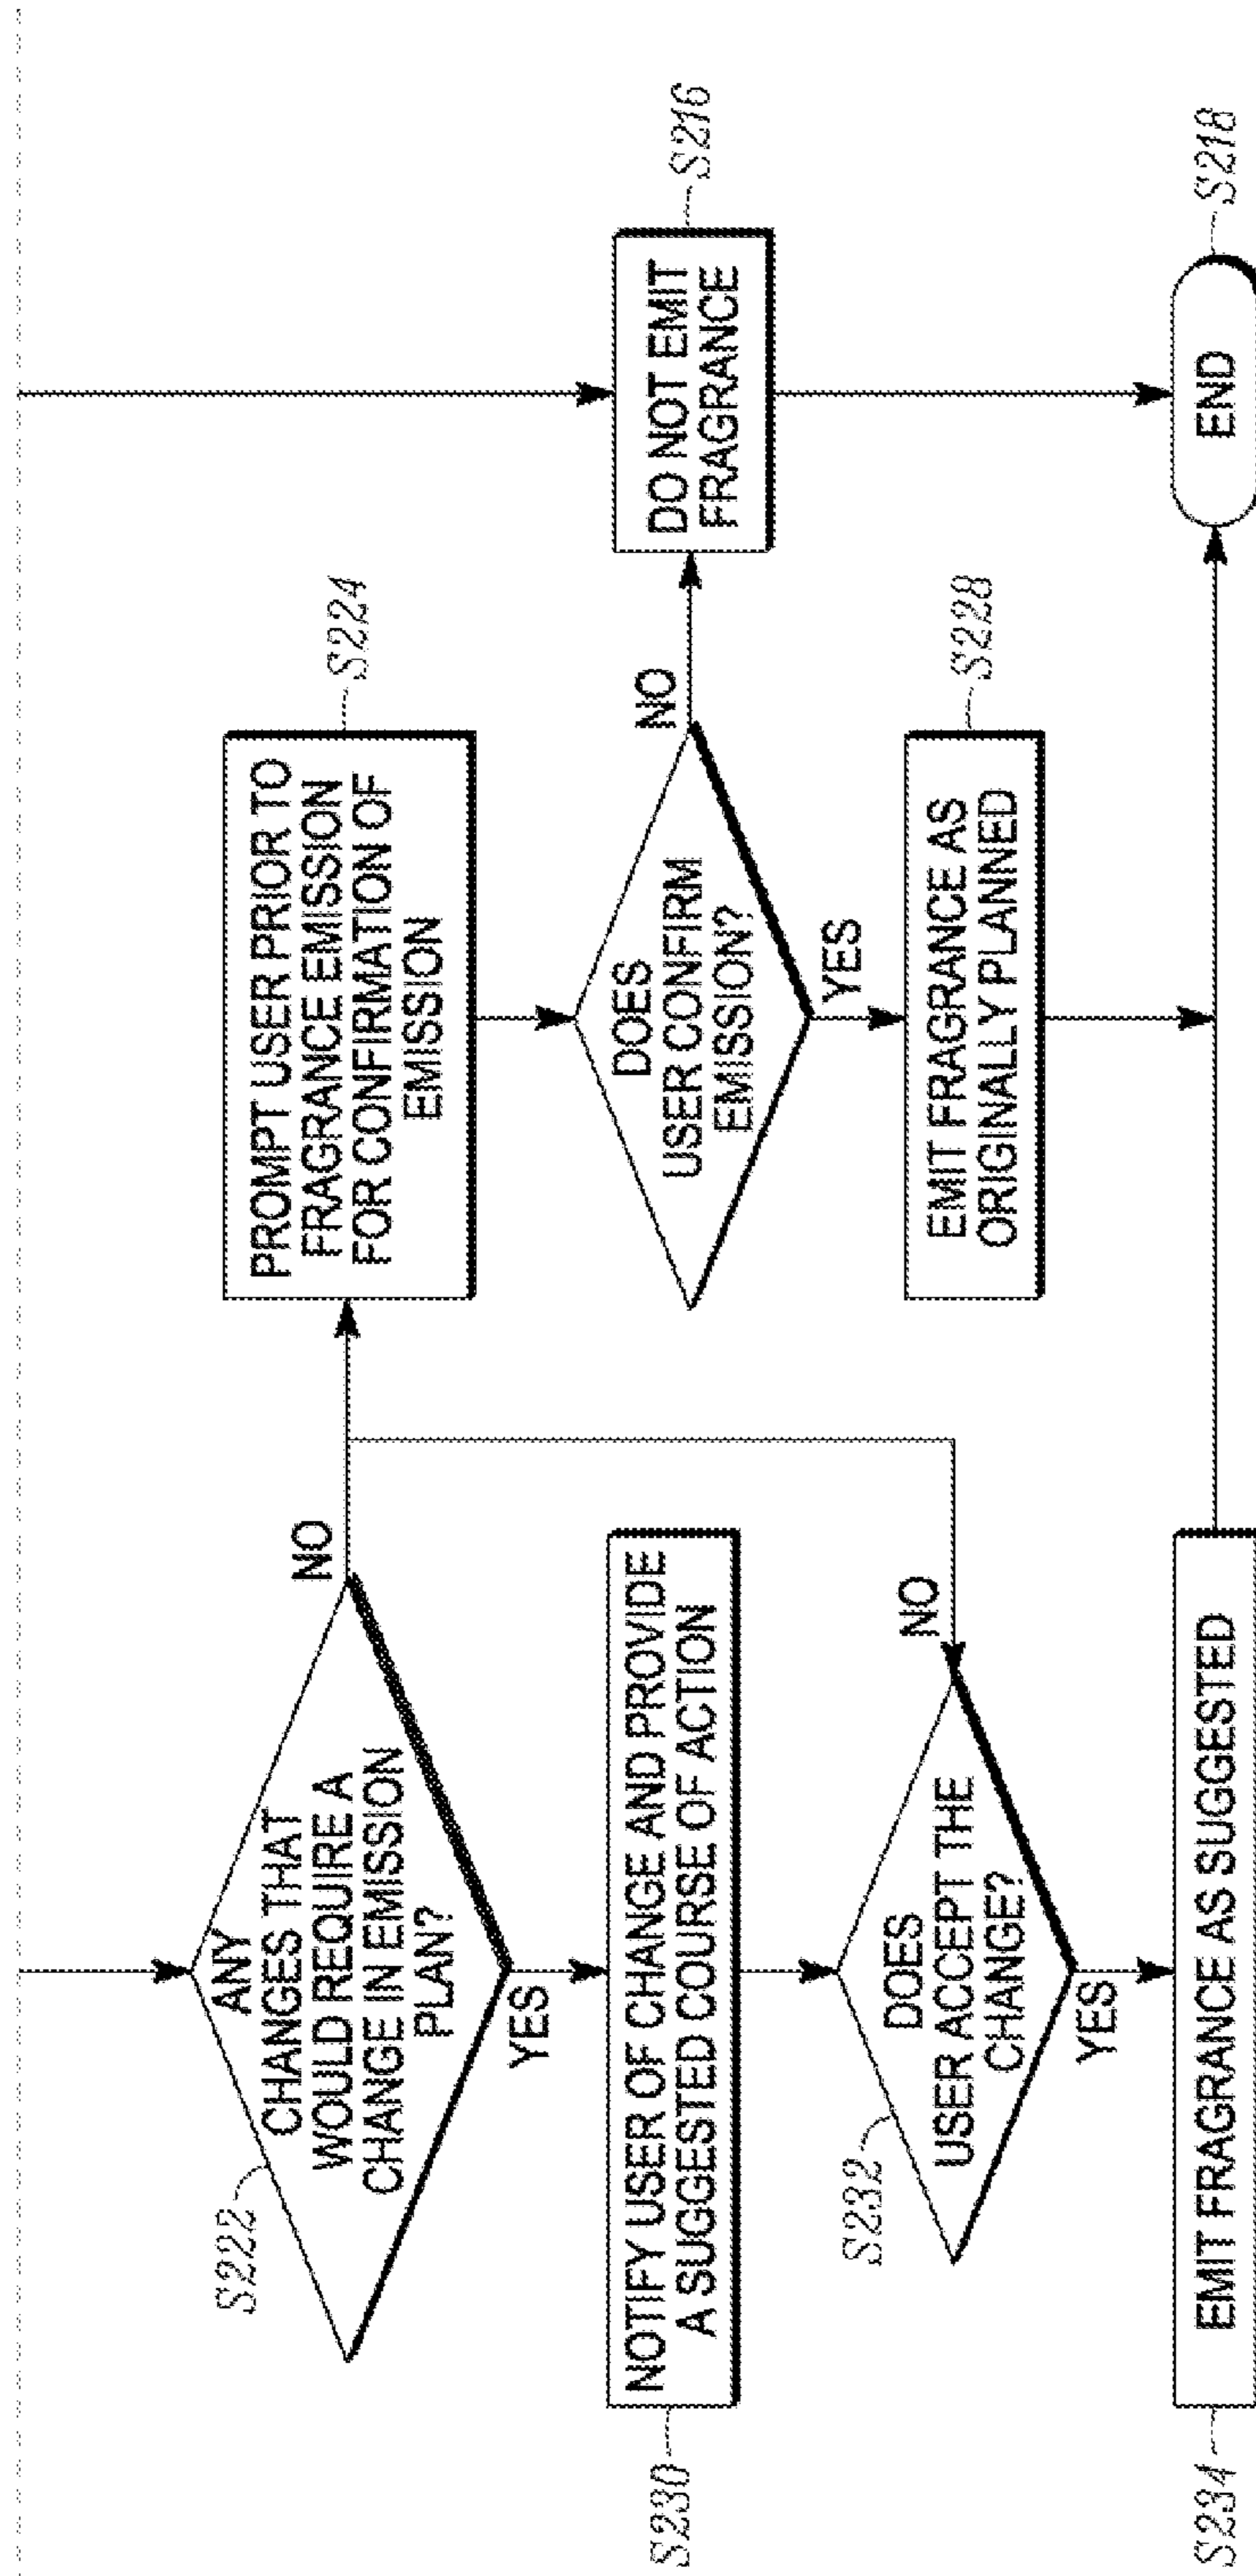 S222
ANY
CHANGES THAT
WOULD REQUIRE A
CHANGE IN EMISSION
PLAN?
NO
YES
PROMPT USER PRIOR TO
FRAGRANCE EMISSION
FOR CONFIRMATION OF
EMISSION
S224
S230
NOTIFY USER OF CHANGE AND PROVIDE
A SUGGESTED COURSE OF ACTION
DOES
USER CONFIRM
EMISSION?
NO
YES
DO NOT EMIT
FRAGRANCE
S216
S232
DOES
USER ACCEPT THE
CHANGE?
NO
YES
EMIT FRAGRANCE AS
ORIGINALLY PLANNED
S228
S234
EMIT FRAGRANCE AS SUGGESTED
END
S218